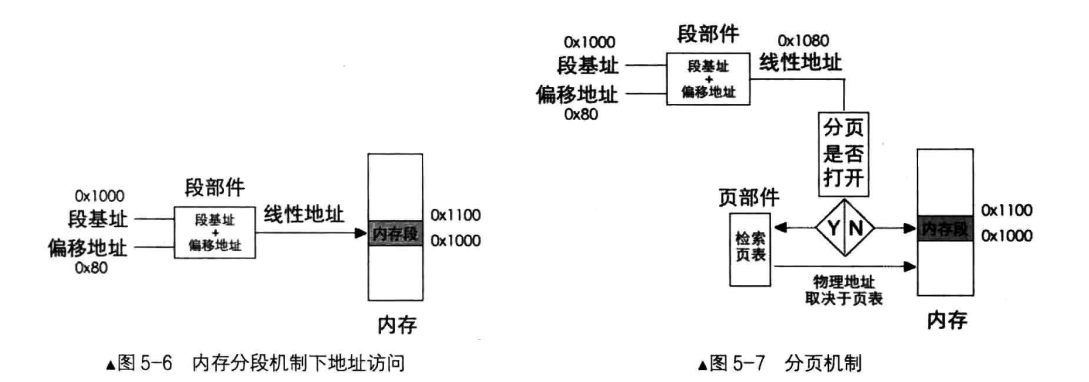 0x1000
段基址
偏移地址
0x80
段部件
段基址
+
偏移地址
线性地址
内存段
0x1100
0x1000
内存
▲图 5-6 内存分段机制下地址访问
0x1000
段基址
偏移地址
0x80
段部件
段基址
+
偏移地址
0x1080
线性地址
分页
是否
打开
页部件
检索
页表
Y N
物理地址
取决于页表
内存段
0x1100
0x1000
内存
▲图 5-7 分页机制